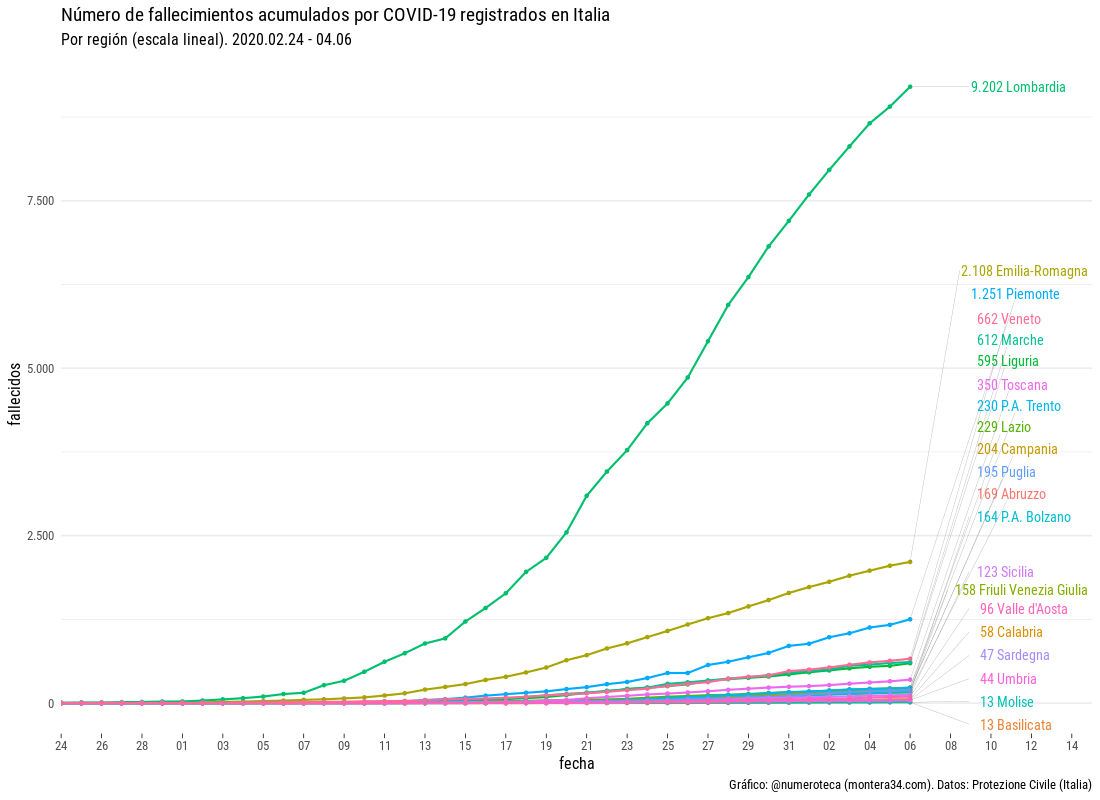 Número de fallecimientos acumulados por COVID-19 registrados en Italia
Por región (escala lineal). 2020.02.24 - 04.06
fallecidos
7.500
5.000
2.500
0
9.202 Lombardia
2.108 Emilia-Romagna
1.251 Piemonte
662 Veneto
612 Marche
595 Liguria
350 Toscana
230 P.A. Trento
229 Lazio
204 Campania
195 Puglia
169 Abruzzo
164 P.A. Bolzano
123 Sicilia
158 Friuli Venezia Giulia
96 Valle d'Aosta
58 Calabria
47 Sardegna
44 Umbria
13 Molise
13 Basilicata
24 26 28 01 03 05 07 09 11 13 15 17 19 21 23 25 27 29 31 02 04 06 08 10 12 14
fecha
Gráfico: @numeroteca (montera34.com). Datos: Protezione Civile (Italia)